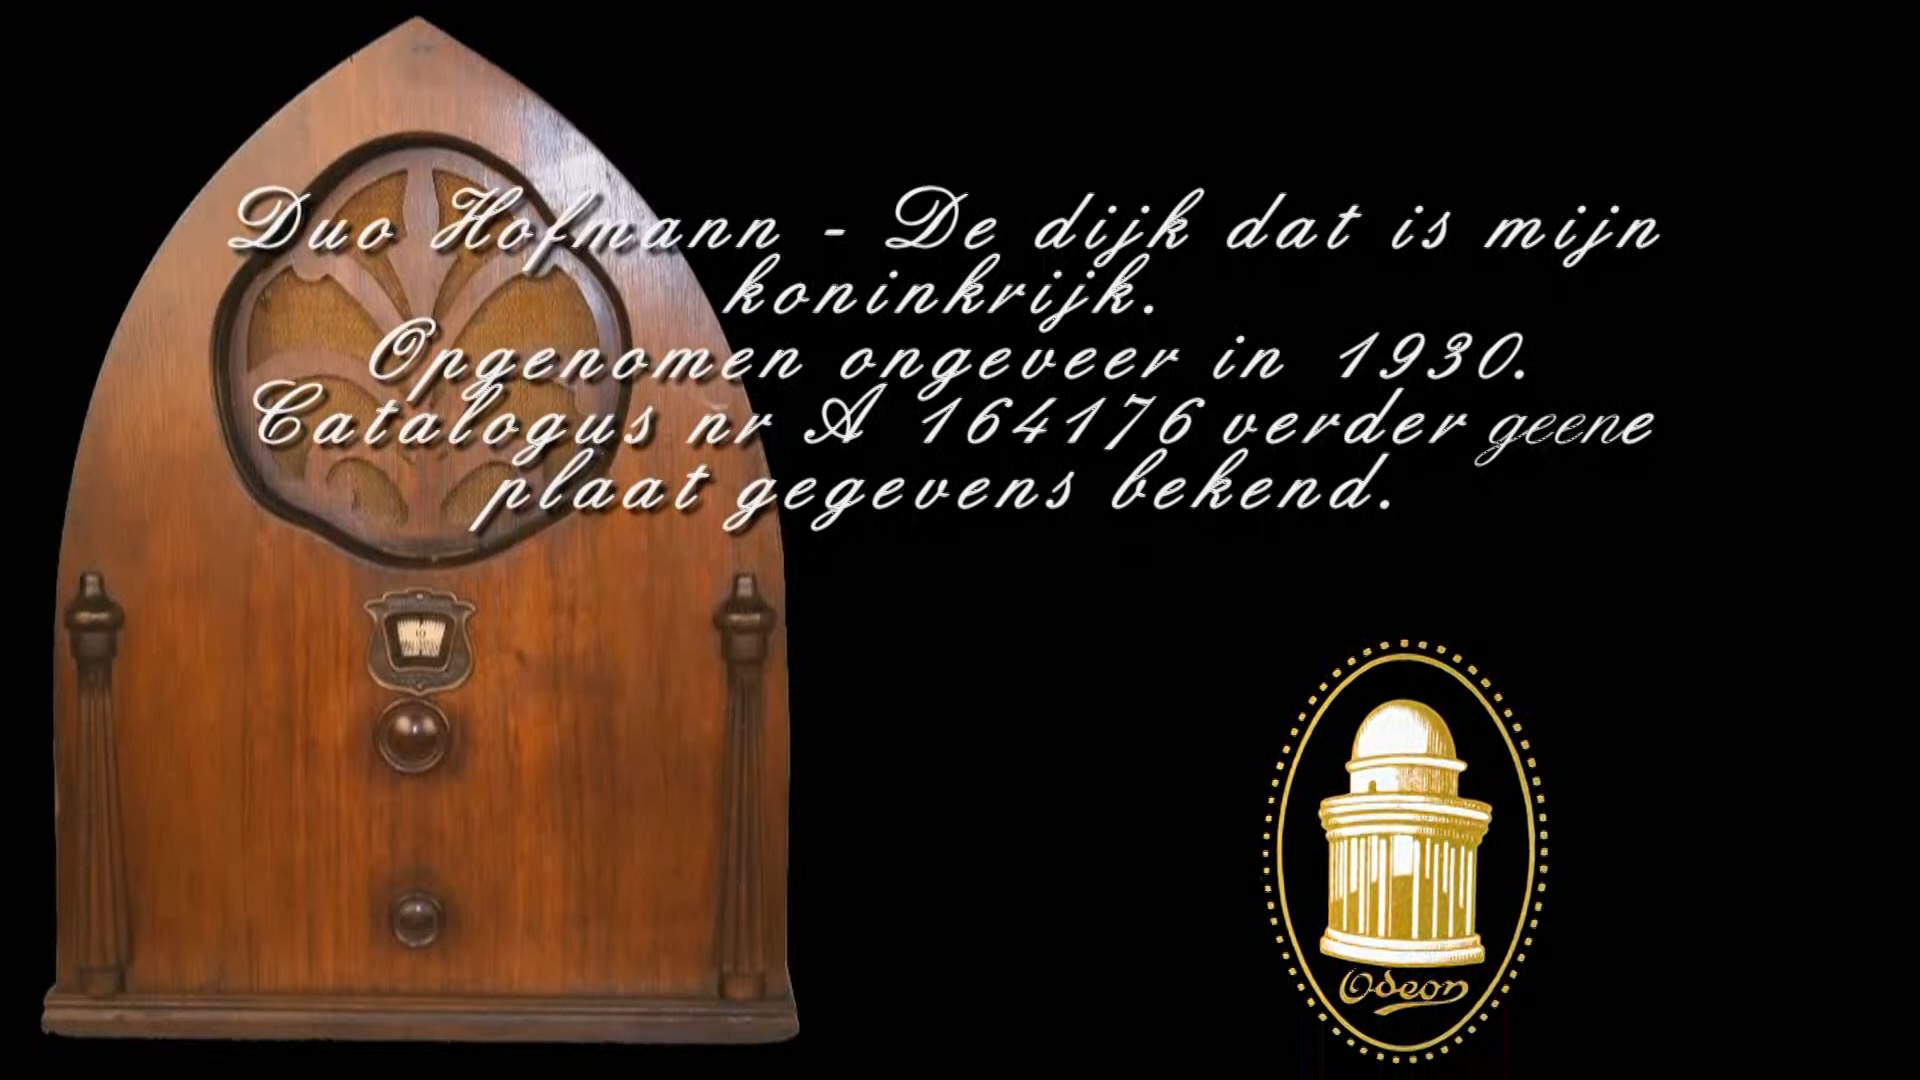 Duo Hofmann - De dijk dat is mijn
koninkrijk.
Opgenomen ongeveer in 1930.
Catalogus nr A 164176 verder geene
plaat gegevens bekend.
Odeon